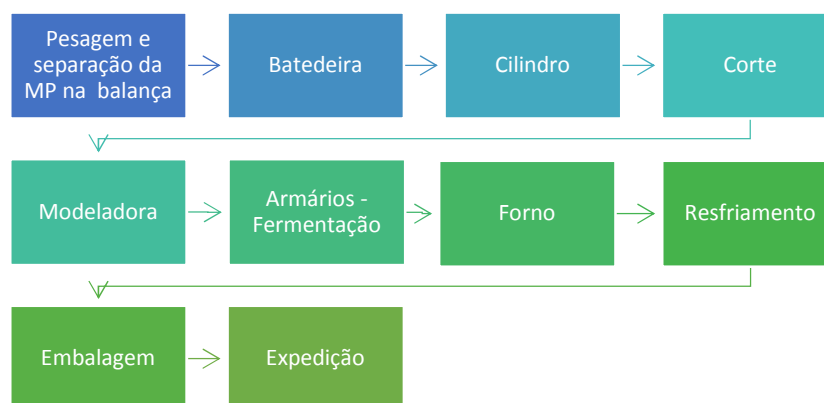 Pesagem e
separação da
MP na balança
Batedeira
Cilindro
Corte
Modeladora
Armários -
Fermentação
Forno
Resfriamento
Embalagem
Expedição